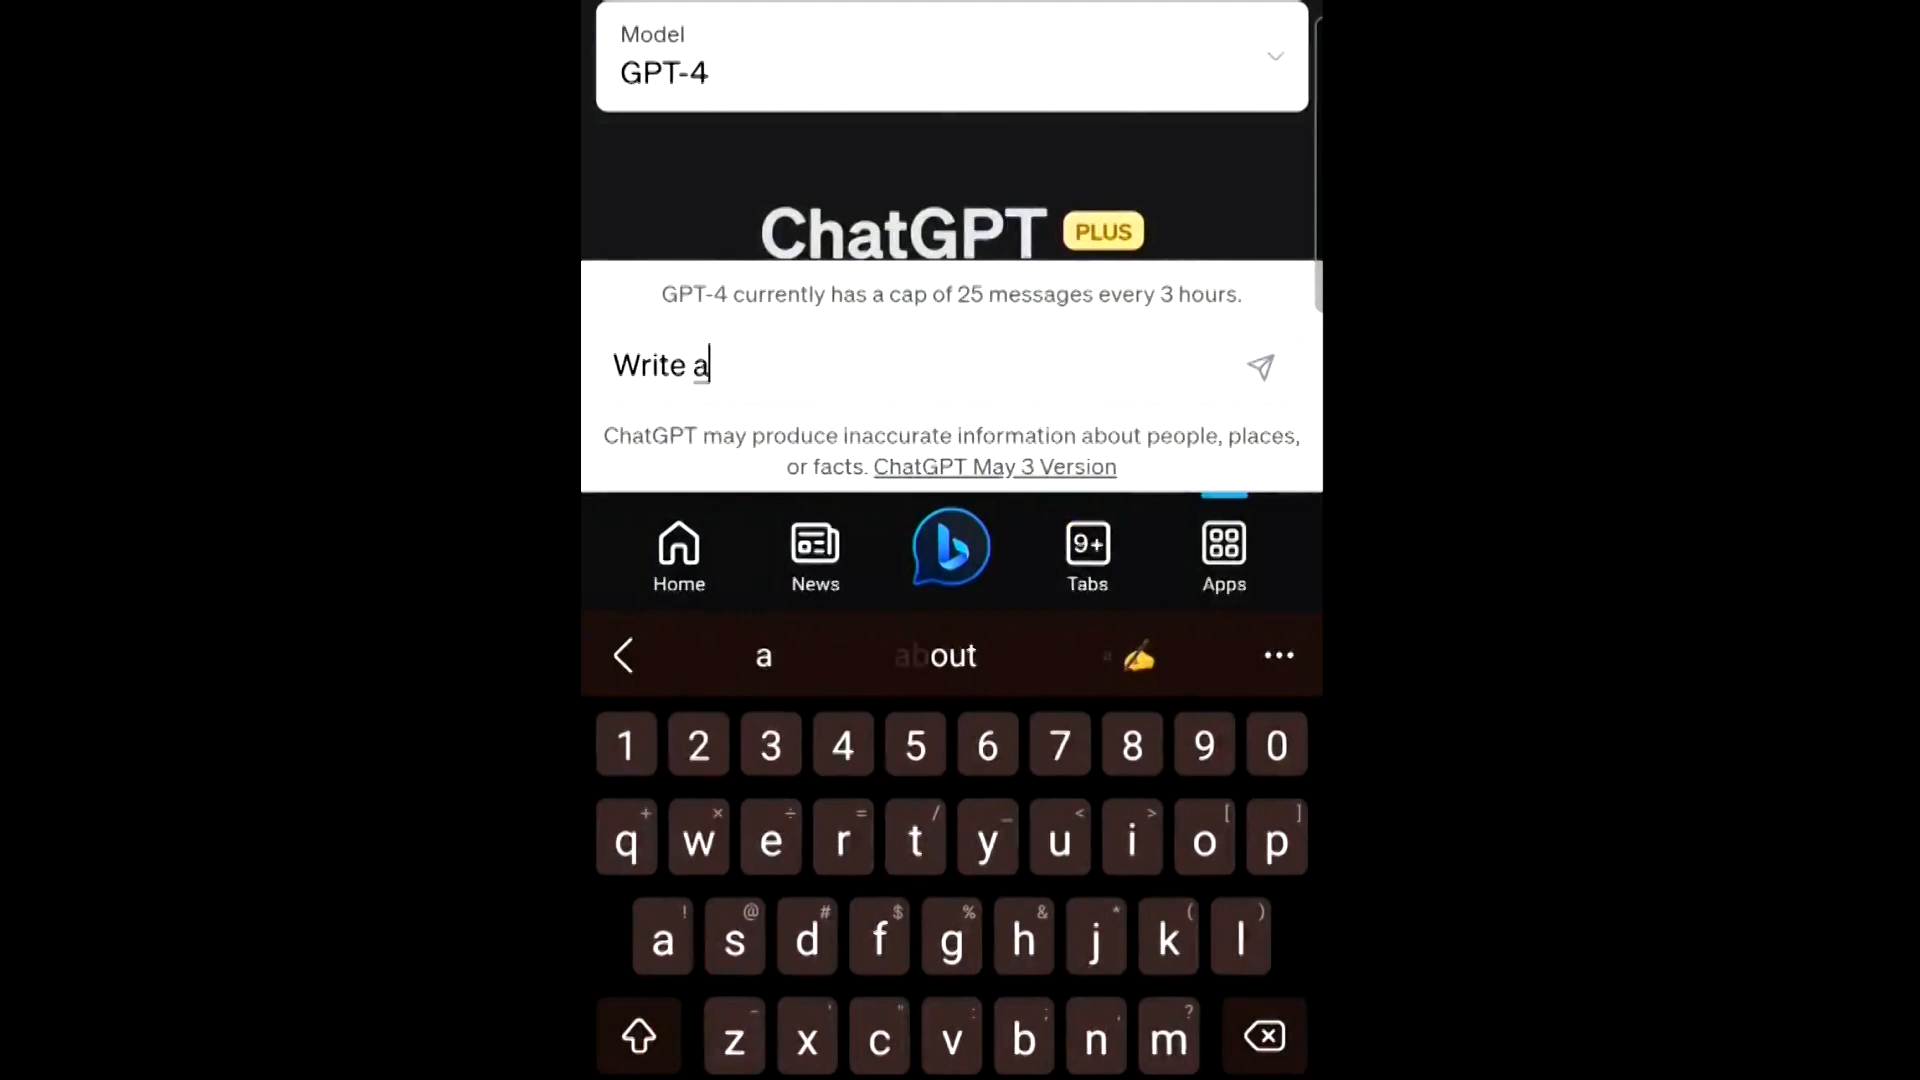 Model
GPT-4
ChatGPT PLUS
GPT-4 currently has a cap of 25 messages every 3 hours.
Write a
ChatGPT may produce inaccurate information about people, places,
or facts. ChatGPT May 3 Version
9+
Home News Tabs Apps
a about a ✍
1 2 3 4 5 6 7 8 9 0
+ × ÷ = / _ < > [ ]
q w e r t y u i o p
! @ # $ % & * ( )
a s d f g h j k l
- ' " : ; , ?
z x c v b n m